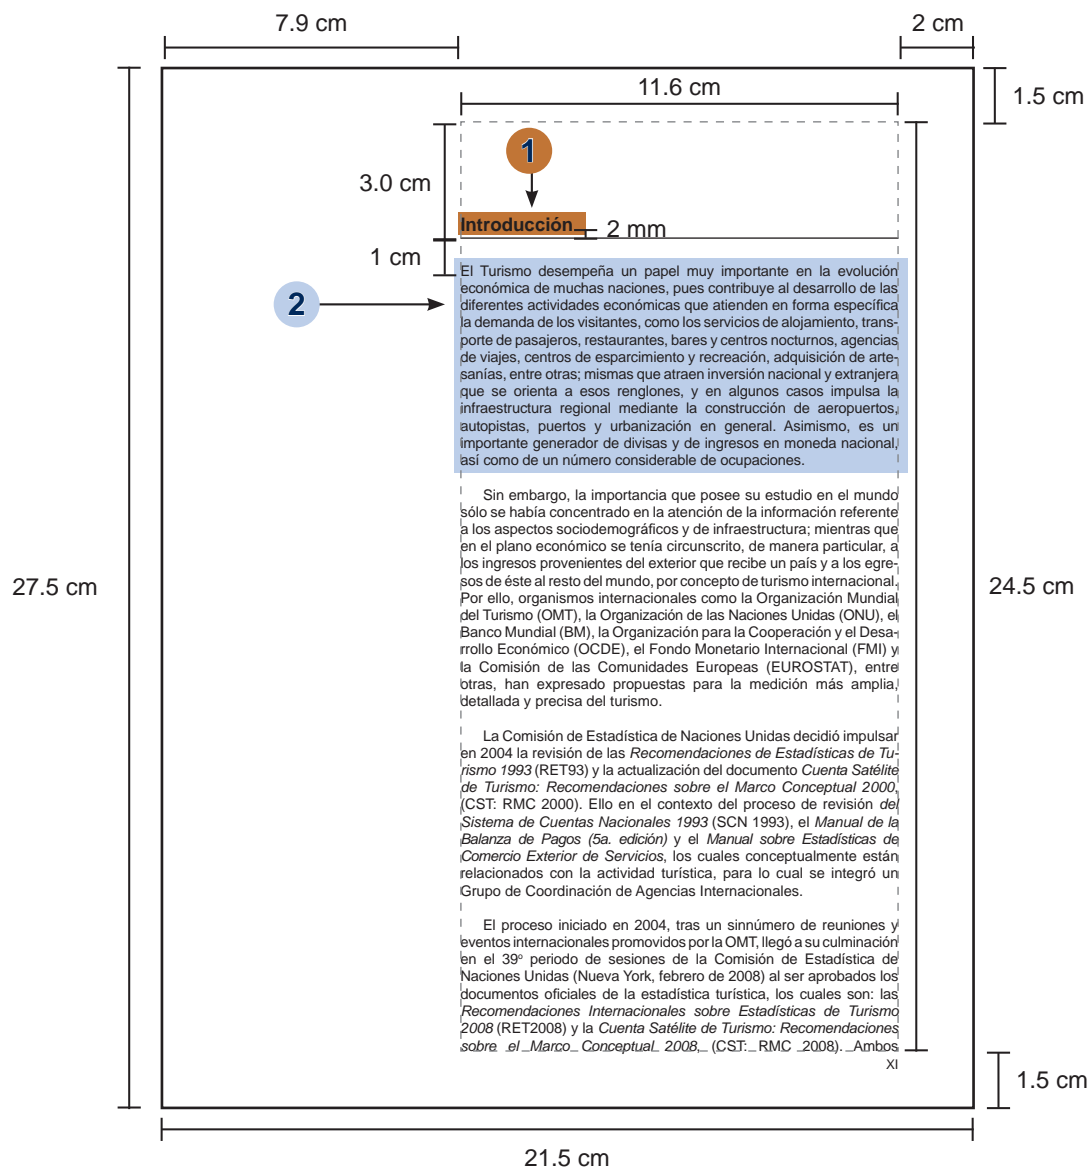 7.9 cm
2 cm
11.6 cm
1.5 cm
1
3.0 cm
Introducción
2 mm
1 cm
2
El Turismo desempeña un papel muy importante en la evolución
económica de muchas naciones, pues contribuye al desarrollo de las
diferentes actividades económicas que atienden en forma específica
la demanda de los visitantes, como los servicios de alojamiento, trans-
porte de pasajeros, restaurantes, bares y centros nocturnos, agencias
de viajes, centros de esparcimiento y recreación, adquisición de arte-
sanías, entre otras; mismas que atraen inversión nacional y extranjera
que se orienta a esos renglones, y en algunos casos impulsa la
infraestructura regional mediante la construcción de aeropuertos,
autopistas, puertos y urbanización en general. Asimismo, es un
importante generador de divisas y de ingresos en moneda nacional,
así como de un número considerable de ocupaciones.
Sin embargo, la importancia que posee su estudio en el mundo
sólo se había concentrado en la atención de la información referente
a los aspectos sociodemográficos y de infraestructura; mientras que
en el plano económico se tenía circunscrito, de manera particular, a
los ingresos provenientes del exterior que recibe un país y a los egre-
sos de éste al resto del mundo, por concepto de turismo internacional.
Por ello, organismos internacionales como la Organización Mundial
del Turismo (OMT), la Organización de las Naciones Unidas (ONU), el
Banco Mundial (BM), la Organización para la Cooperación y el Desa-
rrollo Económico (OCDE), el Fondo Monetario Internacional (FMI) y
la Comisión de las Comunidades Europeas (EUROSTAT), entre
otras, han expresado propuestas para la medición más amplia,
detallada y precisa del turismo.
27.5 cm
24.5 cm
La Comisión de Estadística de Naciones Unidas decidió impulsar
en 2004 la revisión de las Recomendaciones de Estadísticas de Tu-
rismo 1993 (RET93) y la actualización del documento Cuenta Satélite
de Turismo: Recomendaciones sobre el Marco Conceptual 2000,
(CST: RMC 2000). Ello en el contexto del proceso de revisión del
Sistema de Cuentas Nacionales 1993 (SCN 1993), el Manual de la
Balanza de Pagos (5a. edición) y el Manual sobre Estadísticas de
Comercio Exterior de Servicios, los cuales conceptualmente están
relacionados con la actividad turística, para lo cual se integró un
Grupo de Coordinación de Agencias Internacionales.
El proceso iniciado en 2004, tras un sinnúmero de reuniones y
eventos internacionales promovidos por la OMT, llegó a su culminación
en el 39º periodo de sesiones de la Comisión de Estadística de
Naciones Unidas (Nueva York, febrero de 2008) al ser aprobados los
documentos oficiales de la estadística turística, los cuales son: las
Recomendaciones Internacionales sobre Estadísticas de Turismo
2008 (RET2008) y la Cuenta Satélite de Turismo: Recomendaciones
sobre el Marco Conceptual 2008, (CST: RMC 2008). Ambos
XI
1.5 cm
21.5 cm